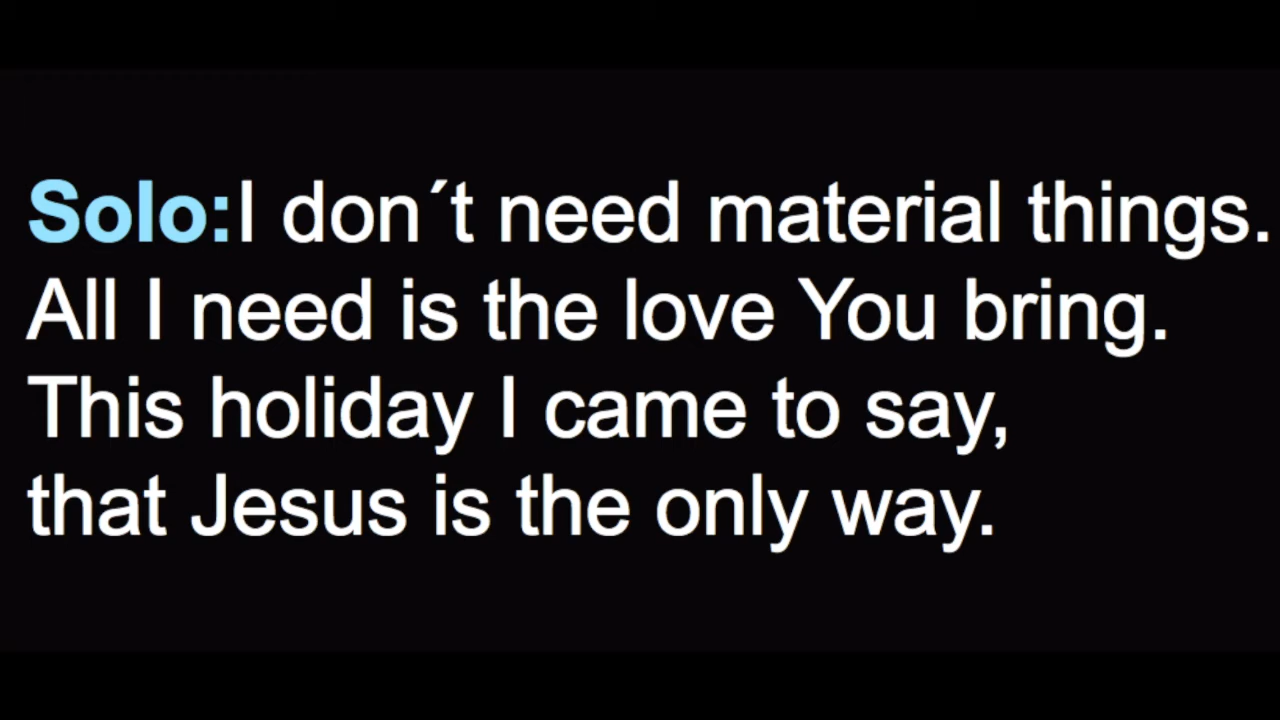 Solo:I don´t need material things.
All I need is the love You bring.
This holiday I came to say,
that Jesus is the only way.